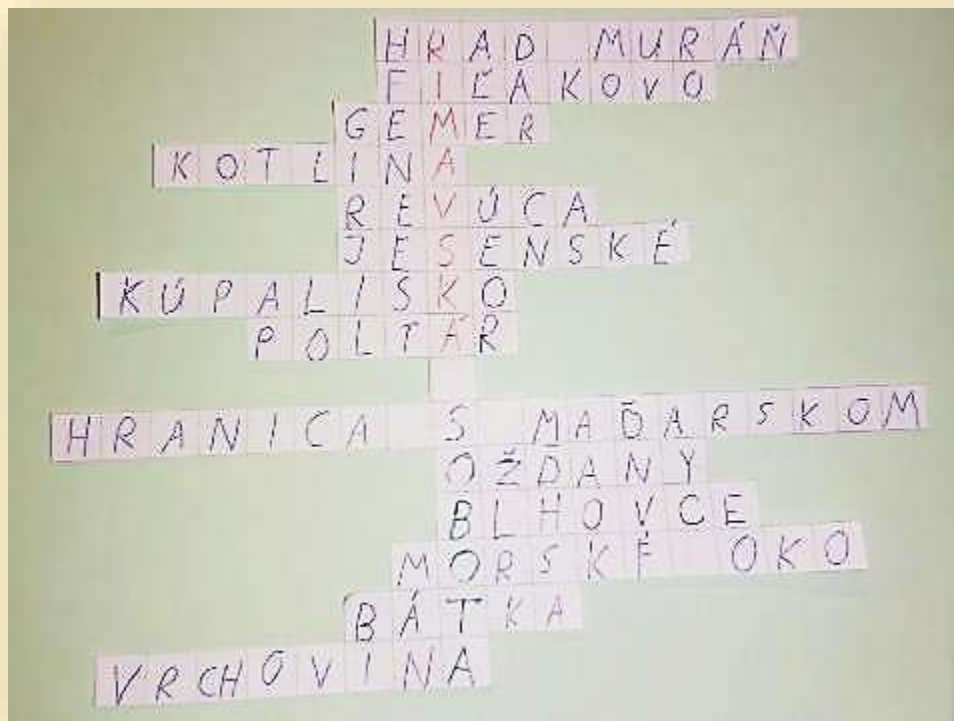 HRAD MURÁŇ
FIĽAKOVO
GEMER
KOTLINA
REVÚCA
JESENSKÉ
KÚPALISKO
POLTÁR
HRANICA S MAĎARSKOM
OŽĎANY
BLHOVCE
MORSKÉ OKO
BÁTKA
VRCHOVINA